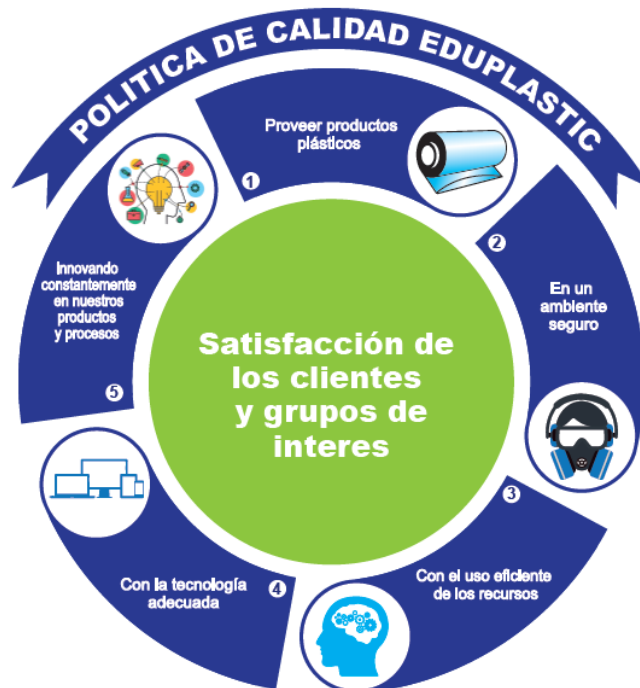 POLITICA DE CALIDAD EDUPLASTIC
1
Proveer productos
plásticos
2
En un
ambiente
seguro
3
Con el uso eficiente
de los recursos
4
Con la tecnología
adecuada
5
Innovando
constantemente
en nuestros
productos
y procesos
Satisfacción de
los clientes
y grupos de
interes